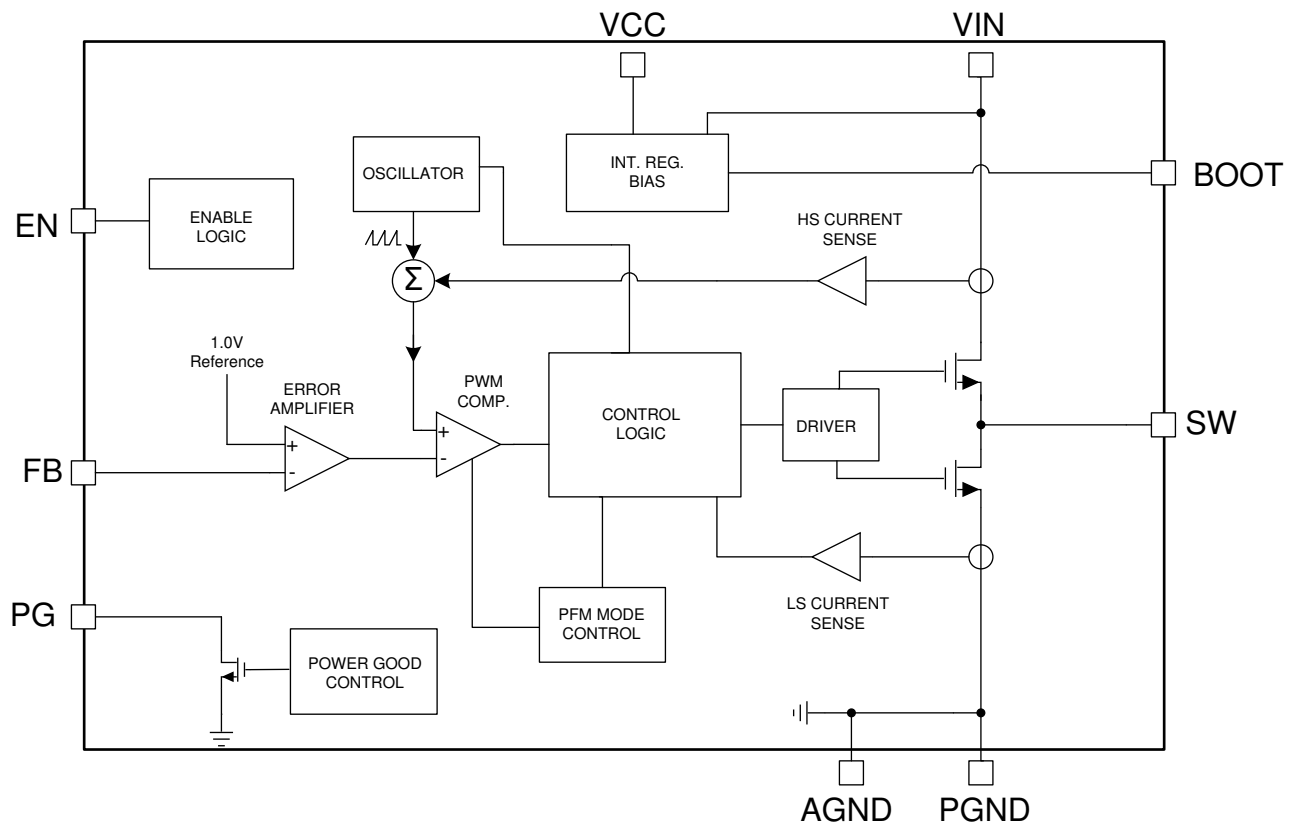 VCC
VIN
OSCILLATOR
INT. REG.
BIAS
BOOT
EN
ENABLE
LOGIC
HS CURRENT
SENSE
Σ
1.0V
Reference
ERROR
AMPLIFIER
PWM
COMP.
CONTROL
LOGIC
DRIVER
SW
+
-
+
-
FB
LS CURRENT
SENSE
PG
PFM MODE
CONTROL
POWER GOOD
CONTROL
AGND
PGND